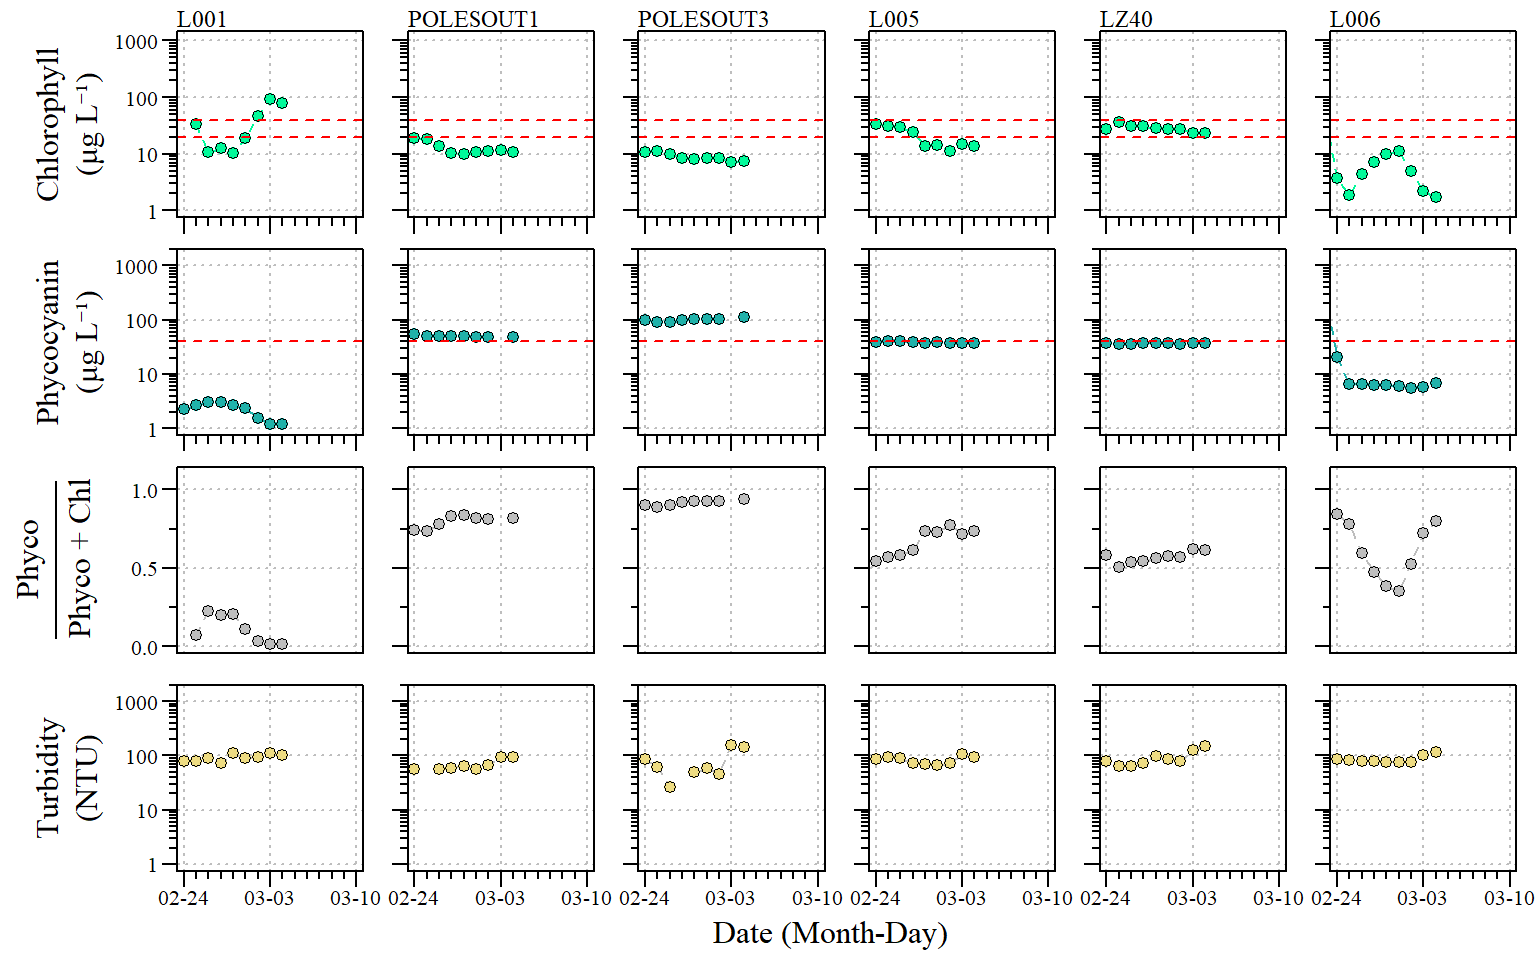 L001 POLESOUT1 POLESOUT3 L005 LZ40 L006
Chlorophyll
(µg L⁻¹)
1000
100
10
1
Phycocyanin
(µg L⁻¹)
1000
100
10
1
Phyco
Phyco + Chl
1.0
0.5
0.0
Turbidity
(NTU)
1000
100
10
1
02-24 03-03 03-10 02-24 03-03 03-10 02-24 03-03 03-10 02-24 03-03 03-10 02-24 03-03 03-10 02-24 03-03 03-10
Date (Month-Day)